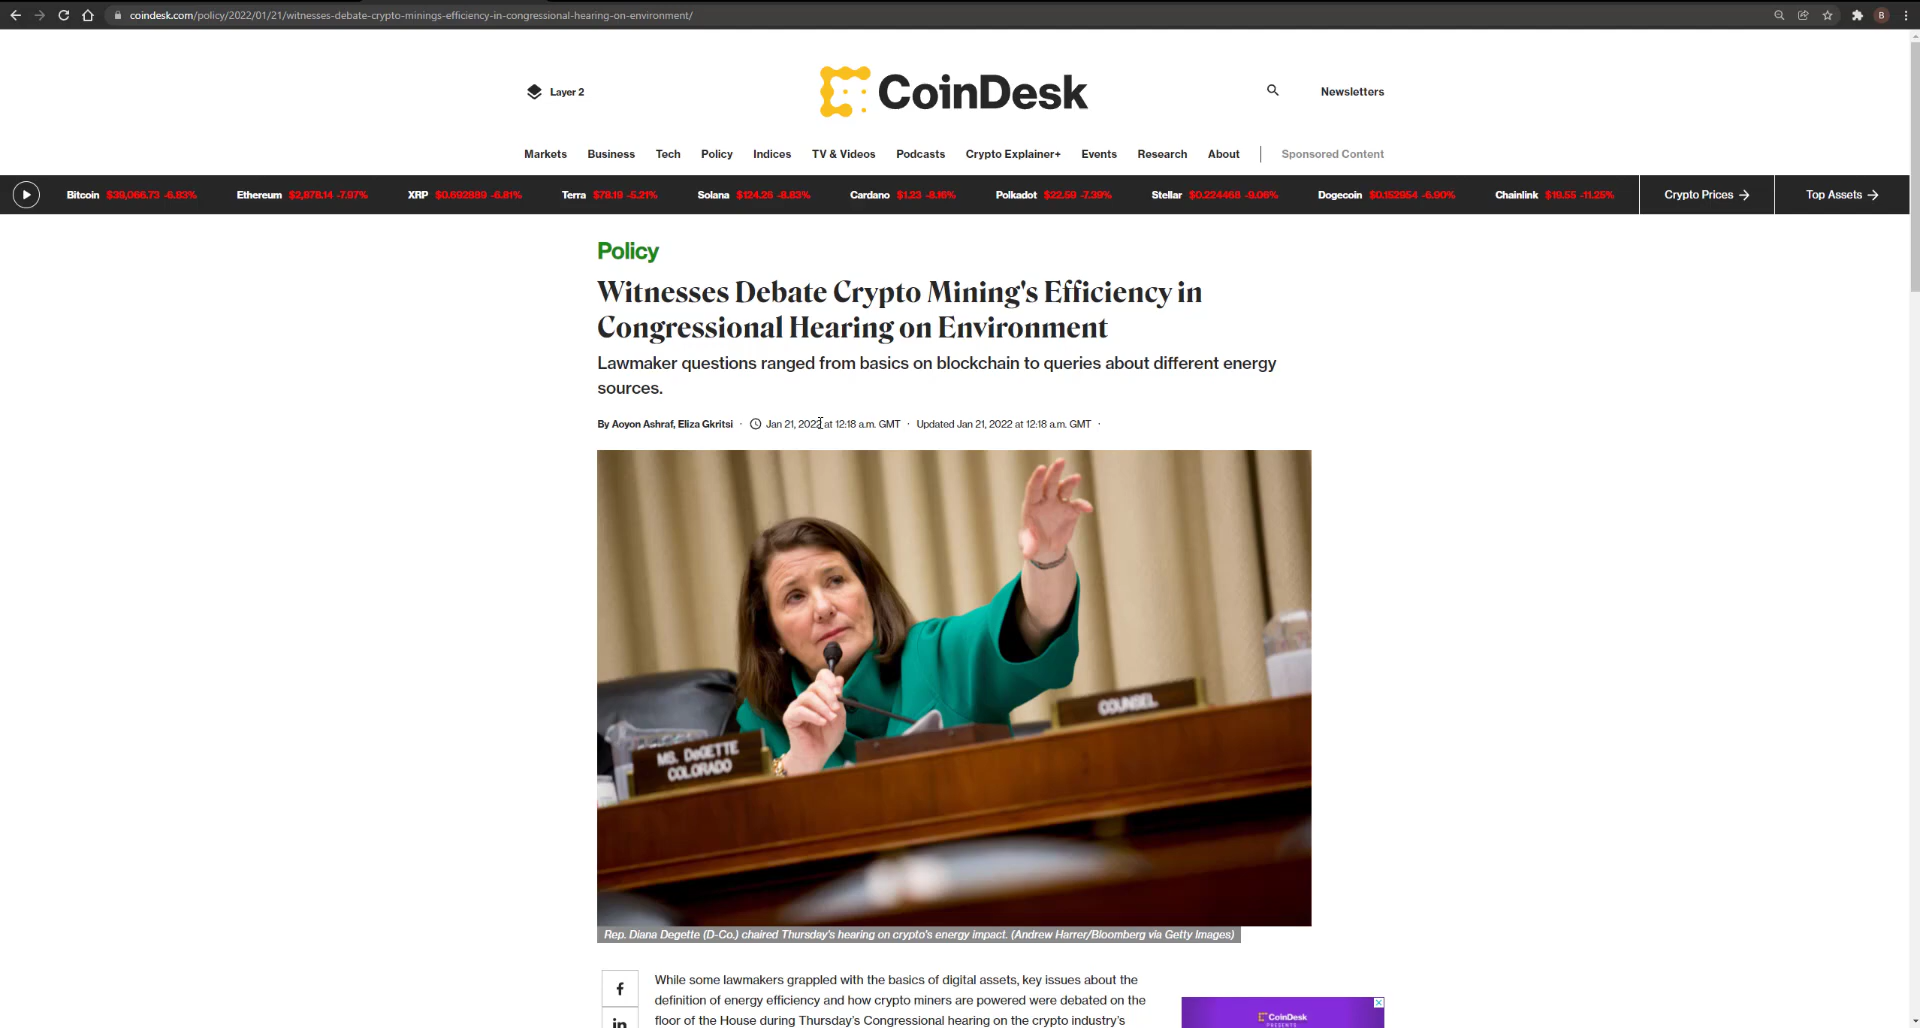 coindesk.com/policy/2022/01/21/witnesses-debate-crypto-minings-efficiency-in-congressional-hearing-on-environment/
B
Layer 2
CoinDesk
Newsletters
Markets Business Tech Policy Indices TV & Videos Podcasts Crypto Explainer+ Events Research About | Sponsored Content
Bitcoin $39,066.73 -6.83% Ethereum $2,878.14 -7.97% XRP $0.692889 -6.81% Terra $78.19 -5.21% Solana $124.26 -8.83% Cardano $1.23 -8.16% Polkadot $22.59 -7.39% Stellar $0.224468 -9.06% Dogecoin $0.152954 -6.90% Chainlink $19.55 -11.25% Crypto Prices → Top Assets →
Policy
Witnesses Debate Crypto Mining's Efficiency in
Congressional Hearing on Environment
Lawmaker questions ranged from basics on blockchain to queries about different energy
sources.
By Aoyon Ashraf, Eliza Gkritsi · Jan 21, 2022 at 12:18 a.m. GMT · Updated Jan 21, 2022 at 12:18 a.m. GMT ·
COUNSEL
MS. DeGETTE
COLORADO
Rep. Diana Degette (D-Co.) chaired Thursday's hearing on crypto's energy impact. (Andrew Harrer/Bloomberg via Getty Images)
f
in
While some lawmakers grappled with the basics of digital assets, key issues about the
definition of energy efficiency and how crypto miners are powered were debated on the
floor of the House during Thursday's Congressional hearing on the crypto industry's
CoinDesk
PRESENTS